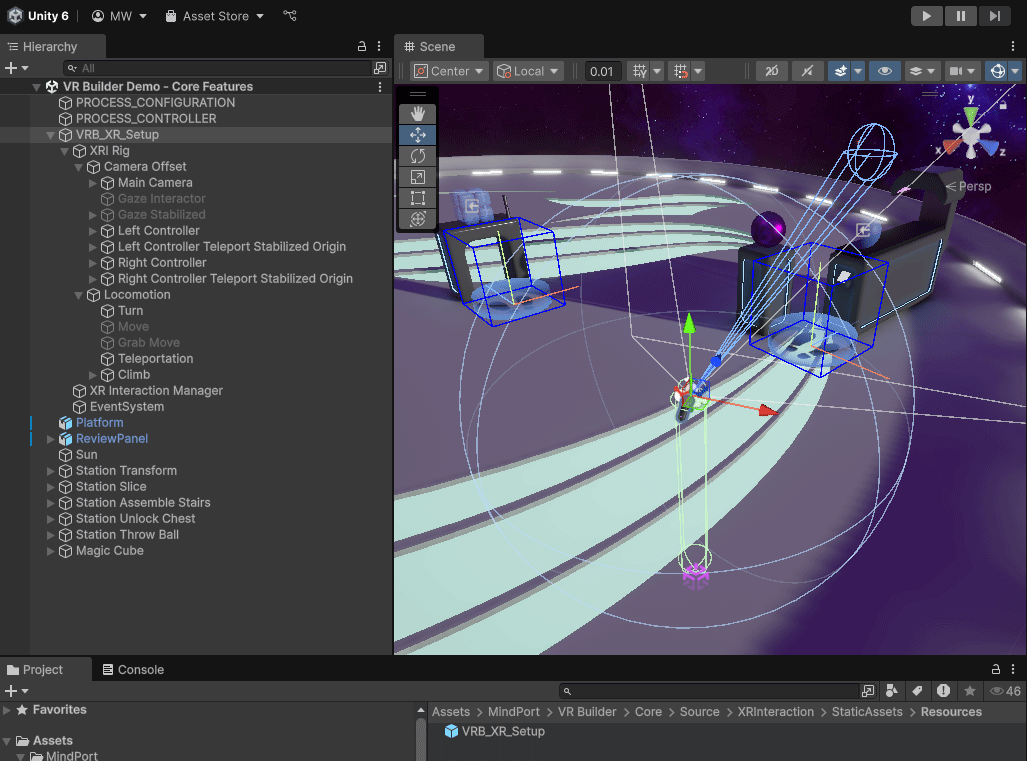 Unity 6 MW Asset Store
Hierarchy
All
VR Builder Demo - Core Features
PROCESS_CONFIGURATION
PROCESS_CONTROLLER
VRB_XR_Setup
XRI Rig
Camera Offset
Main Camera
Gaze Interactor
Gaze Stabilized
Left Controller
Left Controller Teleport Stabilized Origin
Right Controller
Right Controller Teleport Stabilized Origin
Locomotion
Turn
Move
Grab Move
Teleportation
Climb
XR Interaction Manager
EventSystem
Platform
ReviewPanel
Sun
Station Transform
Station Slice
Station Assemble Stairs
Station Unlock Chest
Station Throw Ball
Magic Cube
Scene
Center Local 0.01 2D
y
x
z
Persp
Project Console
46
Favorites
Assets
MindPort
Assets > MindPort > VR Builder > Core > Source > XRInteraction > StaticAssets > Resources
VRB_XR_Setup